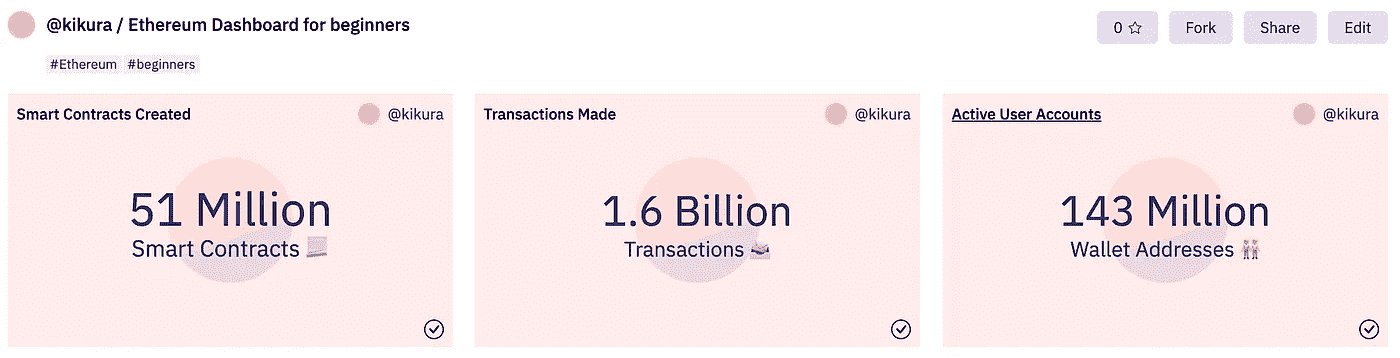 @kikura / Ethereum Dashboard for beginners
0 Fork Share Edit
#Ethereum #beginners
Smart Contracts Created @kikura
51 Million
Smart Contracts
Transactions Made @kikura
1.6 Billion
Transactions
Active User Accounts @kikura
143 Million
Wallet Addresses